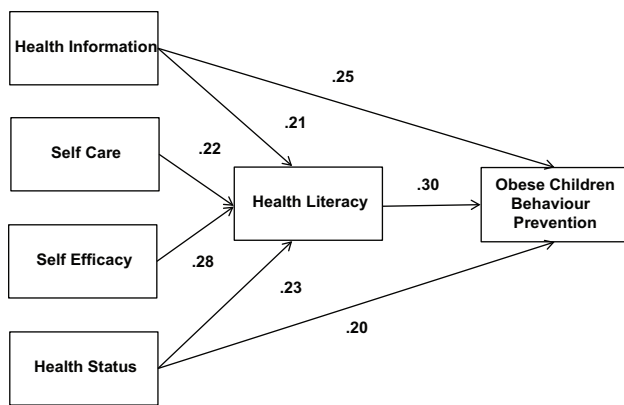 Health Information
.25
.21
Self Care
.22
Health Literacy
.30
Obese Children
Behaviour
Prevention
Self Efficacy
.28
.23
.20
Health Status